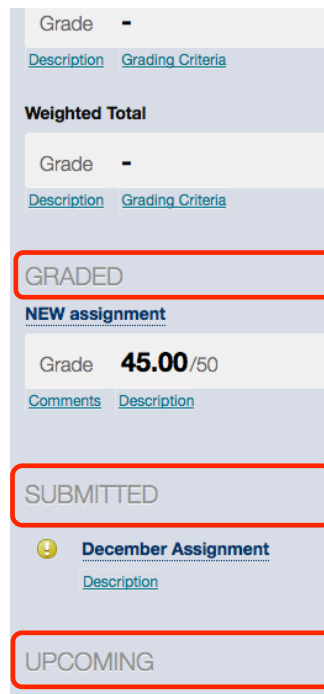 Grade -
Description Grading Criteria
Weighted Total
Grade -
Description Grading Criteria
GRADED
NEW assignment
Grade 45.00/50
Comments Description
SUBMITTED
December Assignment
Description
UPCOMING